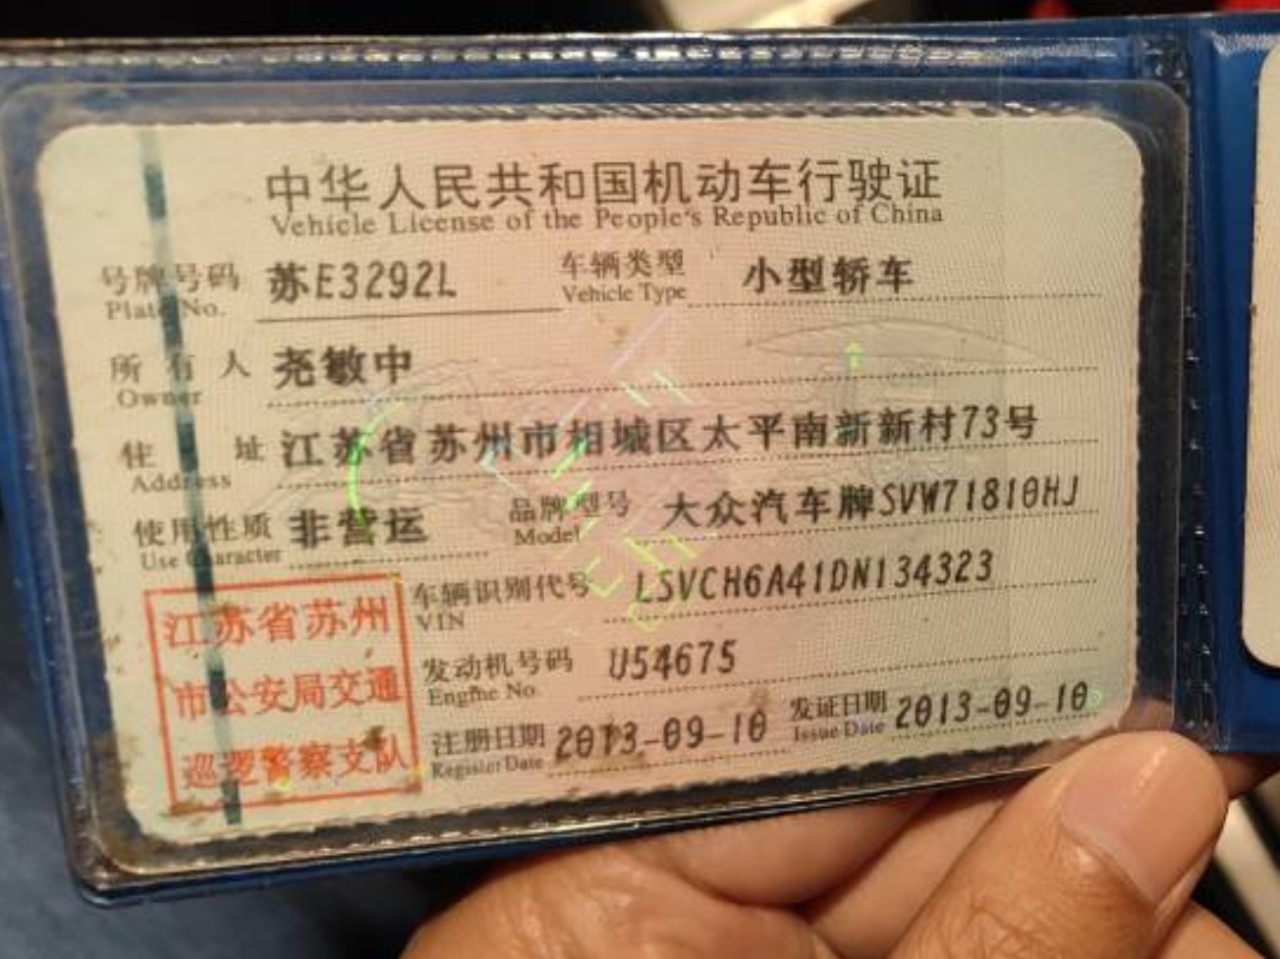 中华人民共和国机动车行驶证
Vehicle License of the People's Republic of China
号牌号码 苏E3292L 车辆类型 小型轿车
Plate No. Vehicle Type
所有人 尧敏中
Owner
住址 江苏省苏州市相城区太平南新新村73号
Address
使用性质 非营运 品牌型号 大众汽车牌SVW71810HJ
Use Character Model
车辆识别代号 LSVCH6A41DN134323
VIN
发动机号码 U54675
Engine No.
注册日期 2013-09-10 发证日期 2013-09-10
Register Date Issue Date
江苏省苏州
市公安局交通
巡逻警察支队